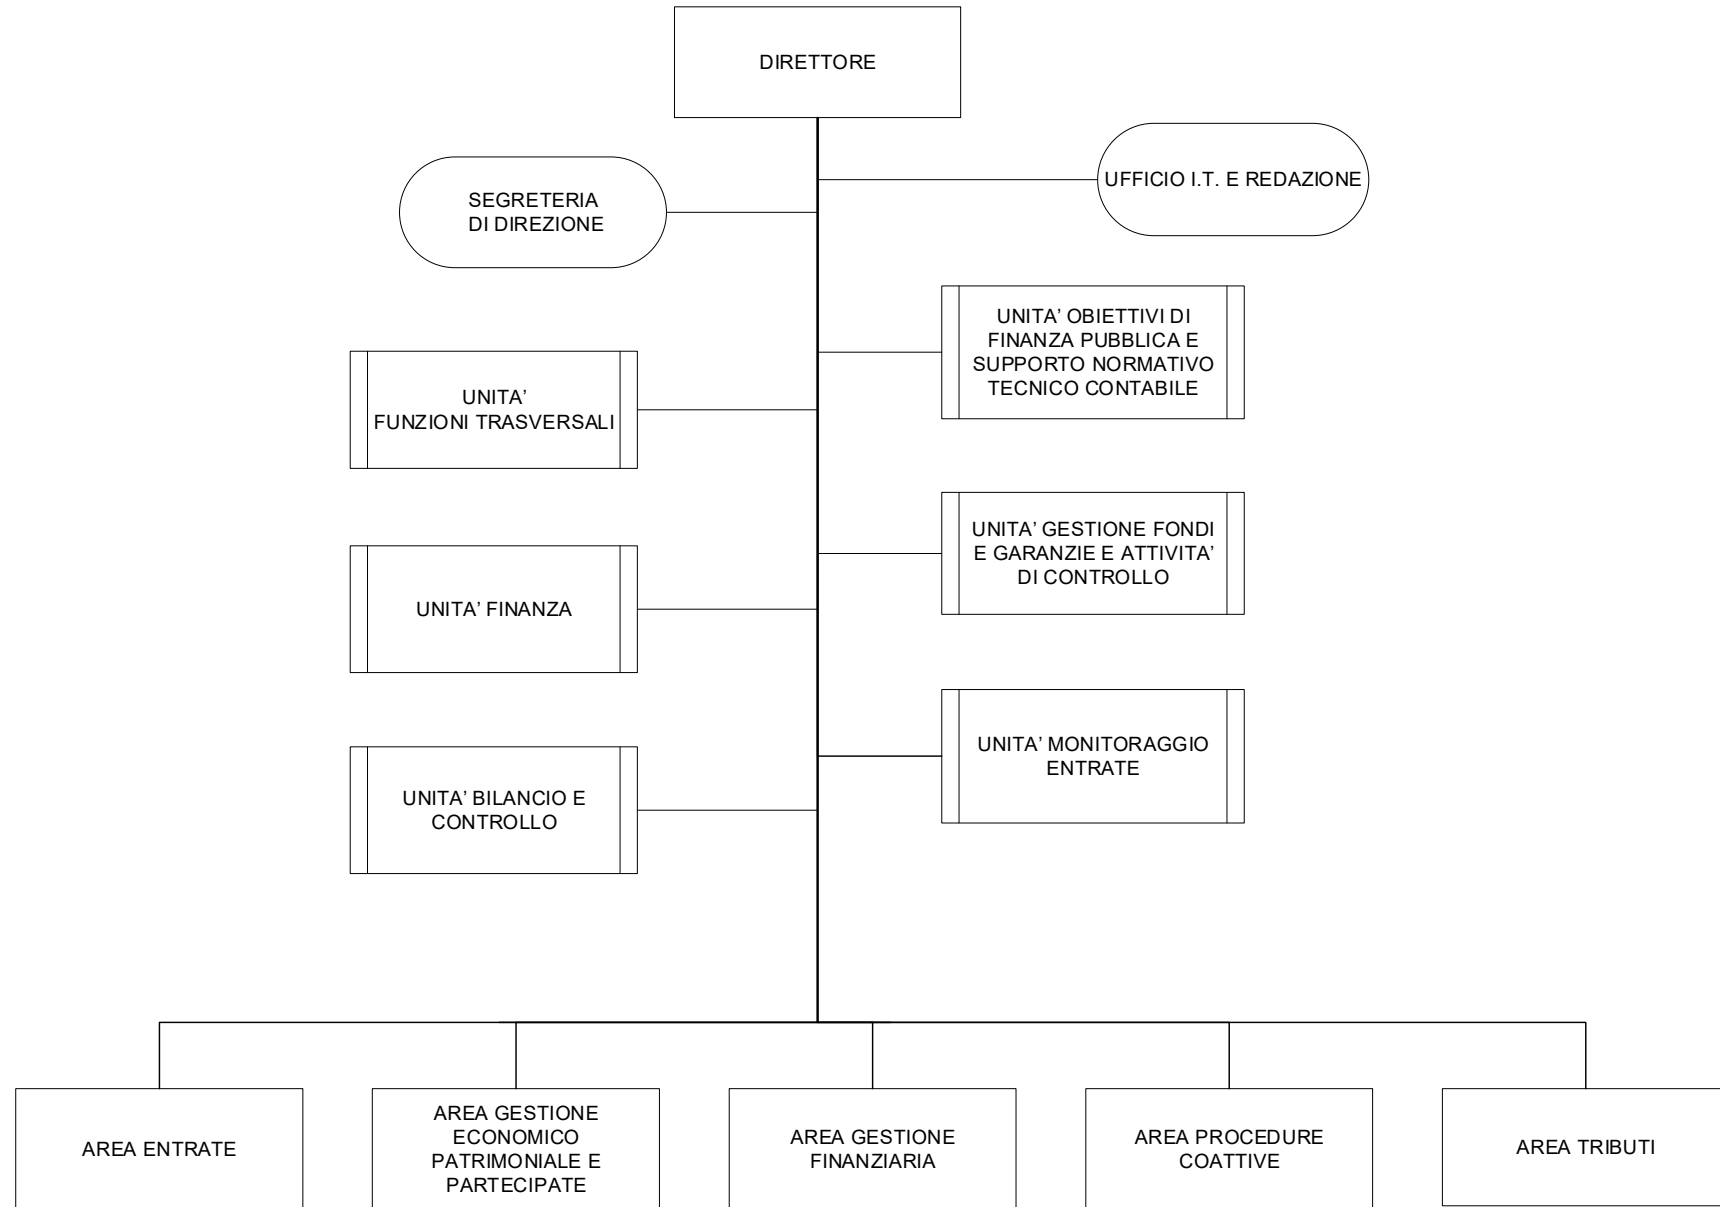 DIRETTORE
UFFICIO I.T. E REDAZIONE
SEGRETERIA
DI DIREZIONE
UNITA’ OBIETTIVI DI
FINANZA PUBBLICA E
SUPPORTO NORMATIVO
TECNICO CONTABILE
UNITA’
FUNZIONI TRASVERSALI
UNITA’ GESTIONE FONDI
E GARANZIE E ATTIVITA’
DI CONTROLLO
UNITA’ FINANZA
UNITA’ MONITORAGGIO
ENTRATE
UNITA’ BILANCIO E
CONTROLLO
AREA ENTRATE
AREA GESTIONE
ECONOMICO
PATRIMONIALE E
PARTECIPATE
AREA GESTIONE
FINANZIARIA
AREA PROCEDURE
COATTIVE
AREA TRIBUTI